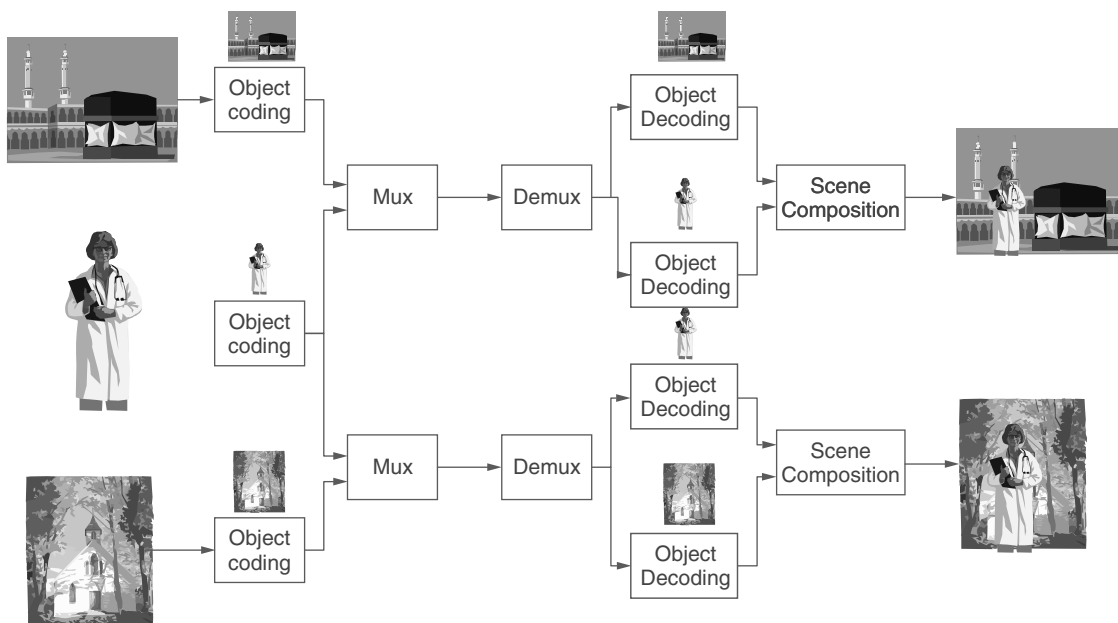 Object
coding
Object
Decoding
Mux
Demux
Scene
Composition
Object
Decoding
Object
coding
Object
Decoding
Mux
Demux
Scene
Composition
Object
coding
Object
Decoding